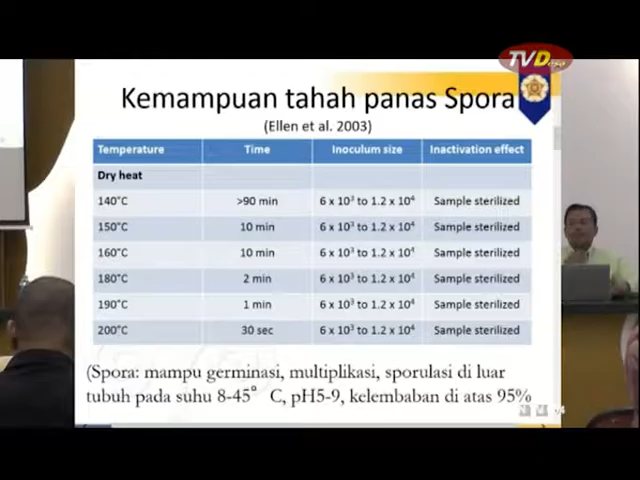 TVDesa
Kemampuan tahah panas Spora
(Ellen et al. 2003)
Temperature Time Inoculum size Inactivation effect
Dry heat
140°C >90 min 6 x 10³ to 1.2 x 10⁴ Sample sterilized
150°C 10 min 6 x 10³ to 1.2 x 10⁴ Sample sterilized
160°C 10 min 6 x 10³ to 1.2 x 10⁴ Sample sterilized
180°C 2 min 6 x 10³ to 1.2 x 10⁴ Sample sterilized
190°C 1 min 6 x 10³ to 1.2 x 10⁴ Sample sterilized
200°C 30 sec 6 x 10³ to 1.2 x 10⁴ Sample sterilized
(Spora: mampu germinasi, multiplikasi, sporulasi di luar
tubuh pada suhu 8-45° C, pH5-9, kelembaban di atas 95%